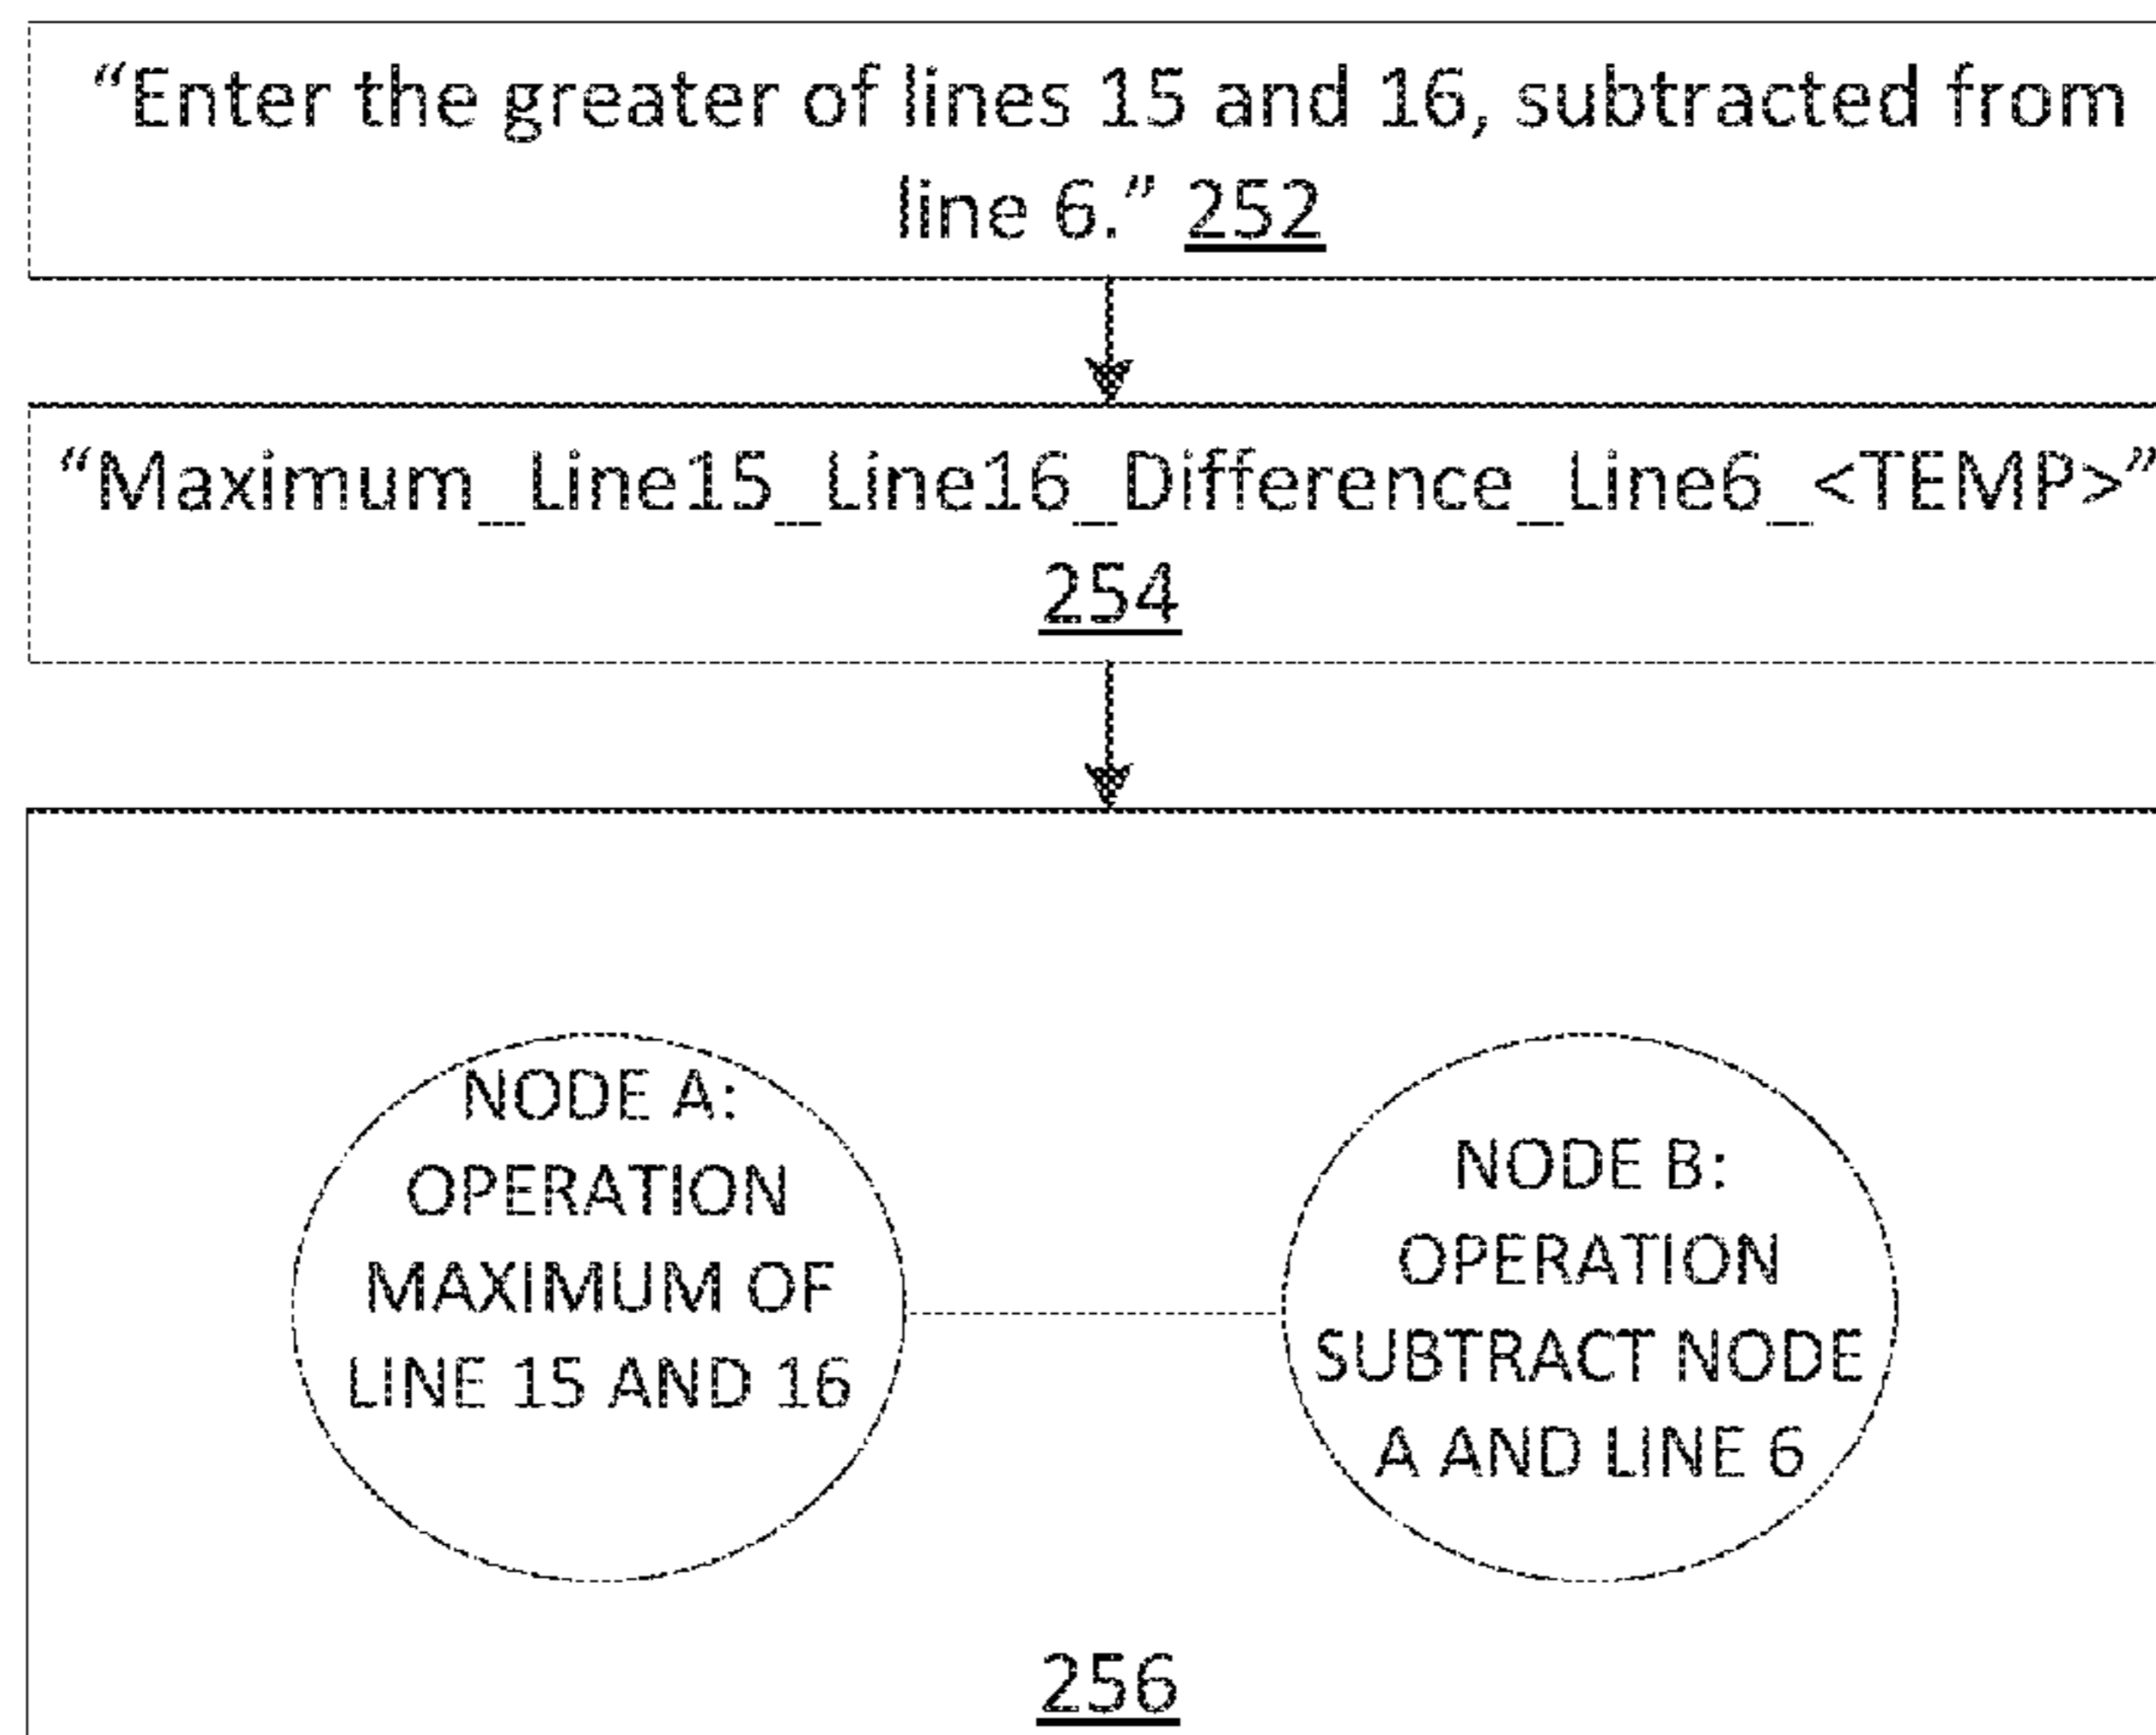 “Enter the greater of lines 15 and 16, subtracted from
line 6.” 252
“Maximum_Line15_Line16_Difference_Line6_<TEMP>”
254
NODE A:
OPERATION
MAXIMUM OF
LINE 15 AND 16
NODE B:
OPERATION
SUBTRACT NODE
A AND LINE 6
256